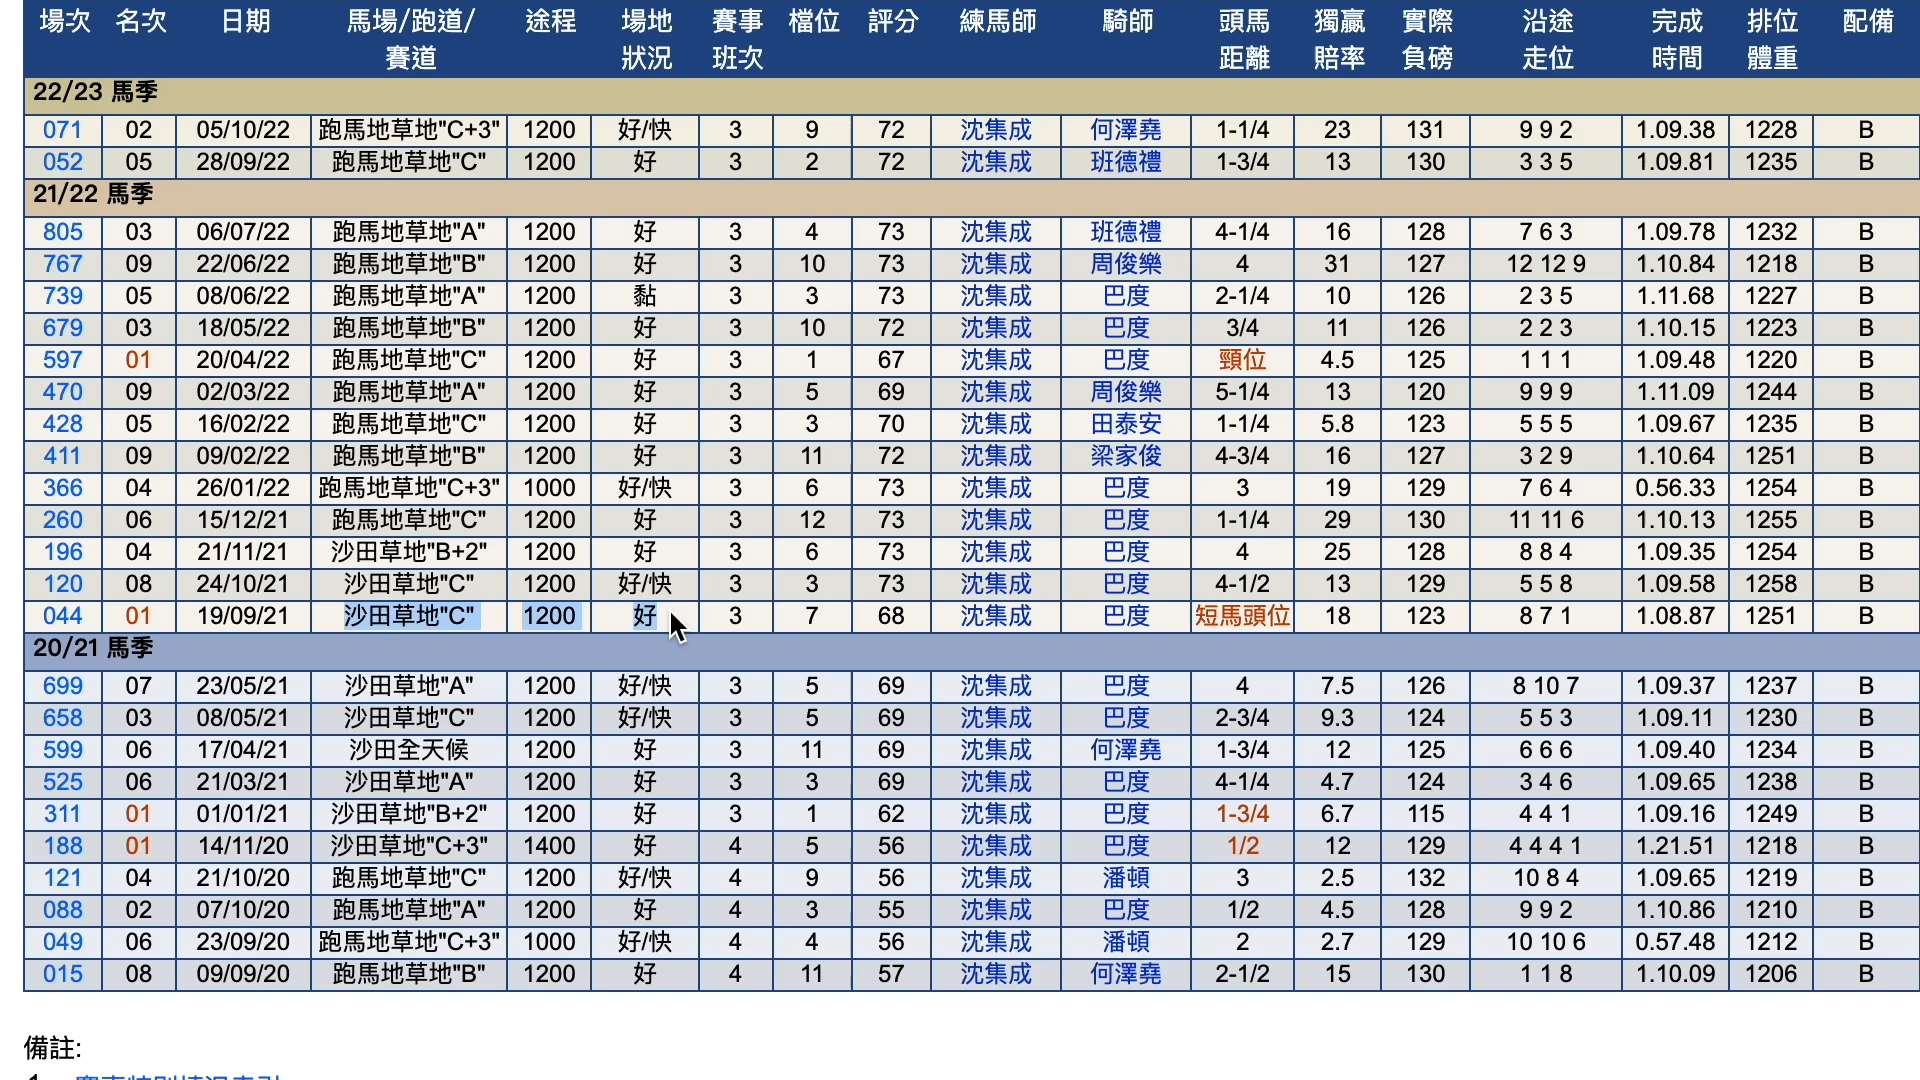 場次 名次 日期 馬場/跑道/賽道 途程 場地狀況 賽事班次 檔位 評分 練馬師 騎師 頭馬距離 獨贏賠率 實際負磅 沿途走位 完成時間 排位體重 配備
22/23 馬季
071 02 05/10/22 跑馬地草地"C+3" 1200 好/快 3 9 72 沈集成 何澤堯 1-1/4 23 131 9 9 2 1.09.38 1228 B
052 05 28/09/22 跑馬地草地"C" 1200 好 3 2 72 沈集成 班德禮 1-3/4 13 130 3 3 5 1.09.81 1235 B
21/22 馬季
805 03 06/07/22 跑馬地草地"A" 1200 好 3 4 73 沈集成 班德禮 4-1/4 16 128 7 6 3 1.09.78 1232 B
767 09 22/06/22 跑馬地草地"B" 1200 好 3 10 73 沈集成 周俊樂 4 31 127 12 12 9 1.10.84 1218 B
739 05 08/06/22 跑馬地草地"A" 1200 黏 3 3 73 沈集成 巴度 2-1/4 10 126 2 3 5 1.11.68 1227 B
679 03 18/05/22 跑馬地草地"B" 1200 好 3 10 72 沈集成 巴度 3/4 11 126 2 2 3 1.10.15 1223 B
597 01 20/04/22 跑馬地草地"C" 1200 好 3 1 67 沈集成 巴度 頸位 4.5 125 1 1 1 1.09.48 1220 B
470 09 02/03/22 跑馬地草地"A" 1200 好 3 5 69 沈集成 周俊樂 5-1/4 13 120 9 9 9 1.11.09 1244 B
428 05 16/02/22 跑馬地草地"C" 1200 好 3 3 70 沈集成 田泰安 1-1/4 5.8 123 5 5 5 1.09.67 1235 B
411 09 09/02/22 跑馬地草地"B" 1200 好 3 11 72 沈集成 梁家俊 4-3/4 16 127 3 2 9 1.10.64 1251 B
366 04 26/01/22 跑馬地草地"C+3" 1000 好/快 3 6 73 沈集成 巴度 3 19 129 7 6 4 0.56.33 1254 B
260 06 15/12/21 跑馬地草地"C" 1200 好 3 12 73 沈集成 巴度 1-1/4 29 130 11 11 6 1.10.13 1255 B
196 04 21/11/21 沙田草地"B+2" 1200 好 3 6 73 沈集成 巴度 4 25 128 8 8 4 1.09.35 1254 B
120 08 24/10/21 沙田草地"C" 1200 好/快 3 3 73 沈集成 巴度 4-1/2 13 129 5 5 8 1.09.58 1258 B
044 01 19/09/21 沙田草地"C" 1200 好 3 7 68 沈集成 巴度 短馬頭位 18 123 8 7 1 1.08.87 1251 B
20/21 馬季
699 07 23/05/21 沙田草地"A" 1200 好/快 3 5 69 沈集成 巴度 4 7.5 126 8 10 7 1.09.37 1237 B
658 03 08/05/21 沙田草地"C" 1200 好/快 3 5 69 沈集成 巴度 2-3/4 9.3 124 5 5 3 1.09.11 1230 B
599 06 17/04/21 沙田全天候 1200 好 3 11 69 沈集成 何澤堯 1-3/4 12 125 6 6 6 1.09.40 1234 B
525 06 21/03/21 沙田草地"A" 1200 好 3 3 69 沈集成 巴度 4-1/4 4.7 124 3 4 6 1.09.65 1238 B
311 01 01/01/21 沙田草地"B+2" 1200 好 3 1 62 沈集成 巴度 1-3/4 6.7 115 4 4 1 1.09.16 1249 B
188 01 14/11/20 沙田草地"C+3" 1400 好 4 5 56 沈集成 巴度 1/2 12 129 4 4 4 1 1.21.51 1218 B
121 04 21/10/20 跑馬地草地"C" 1200 好/快 4 9 56 沈集成 潘頓 3 2.5 132 10 8 4 1.09.65 1219 B
088 02 07/10/20 跑馬地草地"A" 1200 好 4 3 55 沈集成 巴度 1/2 4.5 128 9 9 2 1.10.86 1210 B
049 06 23/09/20 跑馬地草地"C+3" 1000 好/快 4 4 56 沈集成 潘頓 2 2.7 129 10 10 6 0.57.48 1212 B
015 08 09/09/20 跑馬地草地"B" 1200 好 4 11 57 沈集成 何澤堯 2-1/2 15 130 1 1 8 1.10.09 1206 B
備註: